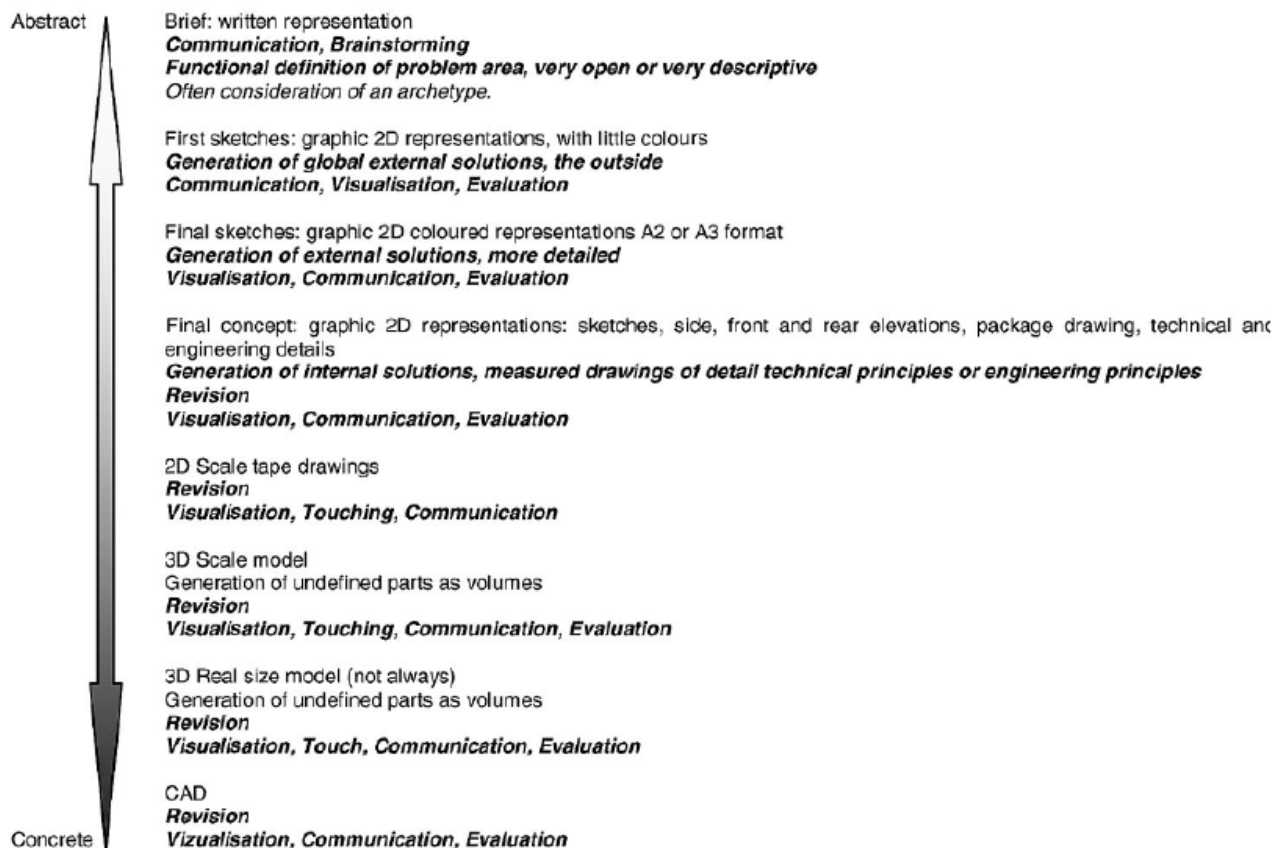 Abstract
Brief: written representation
Communication, Brainstorming
Functional definition of problem area, very open or very descriptive
Often consideration of an archetype.
First sketches: graphic 2D representations, with little colours
Generation of global external solutions, the outside
Communication, Visualisation, Evaluation
Final sketches: graphic 2D coloured representations A2 or A3 format
Generation of external solutions, more detailed
Visualisation, Communication, Evaluation
Final concept: graphic 2D representations: sketches, side, front and rear elevations, package drawing, technical and
engineering details
Generation of internal solutions, measured drawings of detail technical principles or engineering principles
Revision
Visualisation, Communication, Evaluation
2D Scale tape drawings
Revision
Visualisation, Touching, Communication
3D Scale model
Generation of undefined parts as volumes
Revision
Visualisation, Touching, Communication, Evaluation
3D Real size model (not always)
Generation of undefined parts as volumes
Revision
Visualisation, Touch, Communication, Evaluation
CAD
Revision
Concrete
Vizualisation, Communication, Evaluation